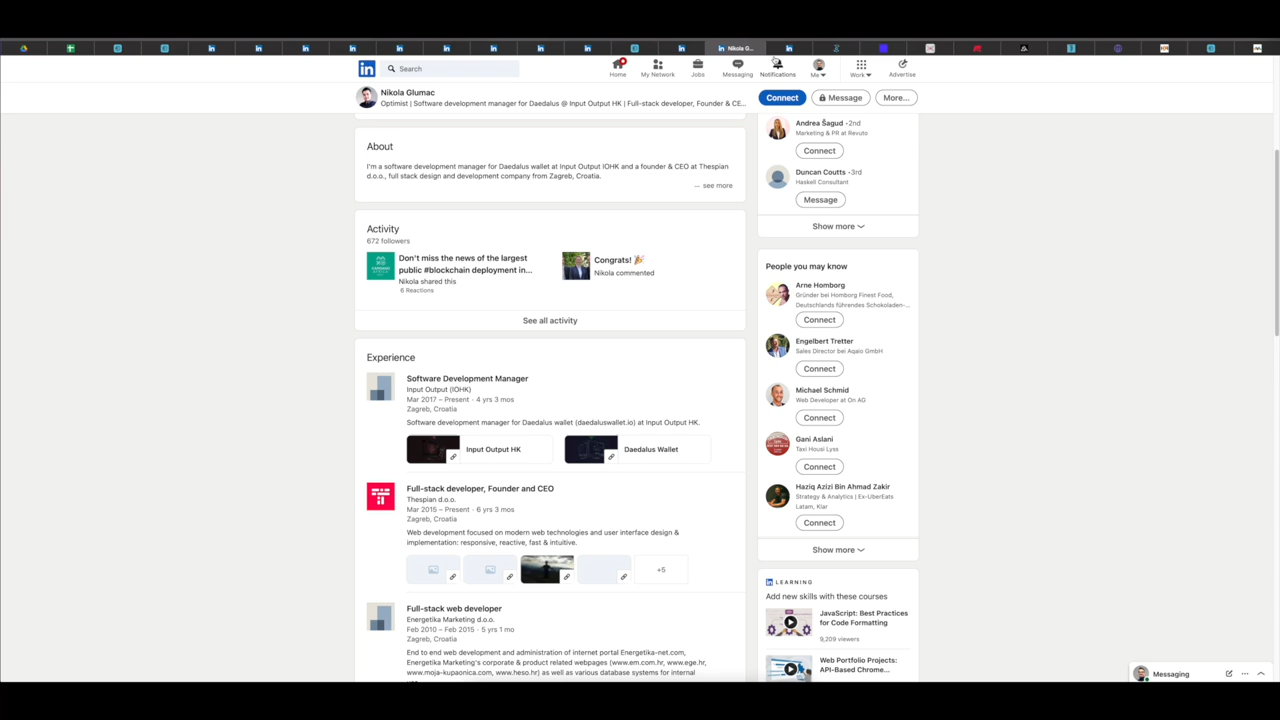 Nikola G...
Search
Home
My Network
Jobs
Messaging
Notifications
Me
Work
Advertise
Nikola Glumac
Optimist | Software development manager for Daedalus @ Input Output HK | Full-stack developer, Founder & CE...
Connect
Message
More...
About
I'm a software development manager for Daedalus wallet at Input Output IOHK and a founder & CEO at Thespian
d.o.o., full stack design and development company from Zagreb, Croatia.
... see more
Activity
672 followers
Don't miss the news of the largest
public #blockchain deployment in...
Nikola shared this
6 Reactions
Congrats! 🎉
Nikola commented
See all activity
Experience
Software Development Manager
Input Output (IOHK)
Mar 2017 – Present · 4 yrs 3 mos
Zagreb, Croatia
Software development manager for Daedalus wallet (daedaluswallet.io) at Input Output HK.
Input Output HK
Daedalus Wallet
Full-stack developer, Founder and CEO
Thespian d.o.o.
Mar 2015 – Present · 6 yrs 3 mos
Zagreb, Croatia
Web development focused on modern web technologies and user interface design &
implementation: responsive, reactive, fast & intuitive.
+5
Full-stack web developer
Energetika Marketing d.o.o.
Feb 2010 – Feb 2015 · 5 yrs 1 mo
Zagreb, Croatia
End to end web development and administration of internet portal Energetika-net.com,
Energetika Marketing's corporate & product related webpages (www.em.com.hr, www.ege.hr,
www.moja-kupaonica.com, www.heso.hr) as well as various database systems for internal
Andrea Šagud · 2nd
Marketing & PR at Revuto
Connect
Duncan Coutts · 3rd
Haskell Consultant
Message
Show more
People you may know
Arne Homborg
Gründer bei Homborg Finest Food,
Deutschlands führendes Schokoladen-...
Connect
Engelbert Tretter
Sales Director bei Aqaio GmbH
Connect
Michael Schmid
Web Developer at On AG
Connect
Gani Aslani
Taxi Housi Lyss
Connect
Haziq Azizi Bin Ahmad Zakir
Strategy & Analytics | Ex-UberEats
Latam, Klar
Connect
Show more
in LEARNING
Add new skills with these courses
JavaScript: Best Practices
for Code Formatting
9,209 viewers
Web Portfolio Projects:
API-Based Chrome...
Messaging